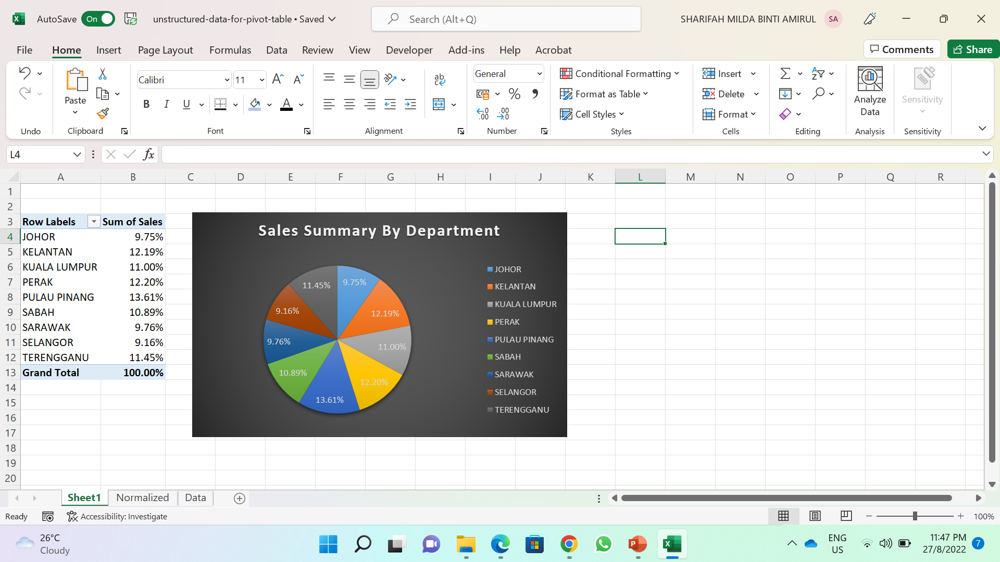 AutoSave On unstructured-data-for-pivot-table • Saved Search (Alt+Q) SHARIFAH MILDA BINTI AMIRUL SA
File Home Insert Page Layout Formulas Data Review View Developer Add-ins Help Acrobat Comments Share
Calibri 11 ab General Conditional Formatting Insert
Paste B I U A % Format as Table Delete Analyze Data Sensitivity
Cell Styles Format
Undo Clipboard Font Alignment Number Styles Cells Editing Analysis Sensitivity
L4 fx
A B C D E F G H I J K L M N O P Q R
1
2
3 Row Labels Sum of Sales
4 JOHOR 9.75%
5 KELANTAN 12.19%
6 KUALA LUMPUR 11.00%
7 PERAK 12.20%
8 PULAU PINANG 13.61%
9 SABAH 10.89%
10 SARAWAK 9.76%
11 SELANGOR 9.16%
12 TERENGGANU 11.45%
13 Grand Total 100.00%
14
15
16
17
18
19
20
Sales Summary By Department
11.45% 9.75%
9.16% 12.19%
9.76% 11.00%
10.89% 12.20%
13.61%
JOHOR
KELANTAN
KUALA LUMPUR
PERAK
PULAU PINANG
SABAH
SARAWAK
SELANGOR
TERENGGANU
Sheet1 Normalized Data
Ready Accessibility: Investigate 100%
26°C
Cloudy
ENG
US
11:47 PM
27/8/2022
7